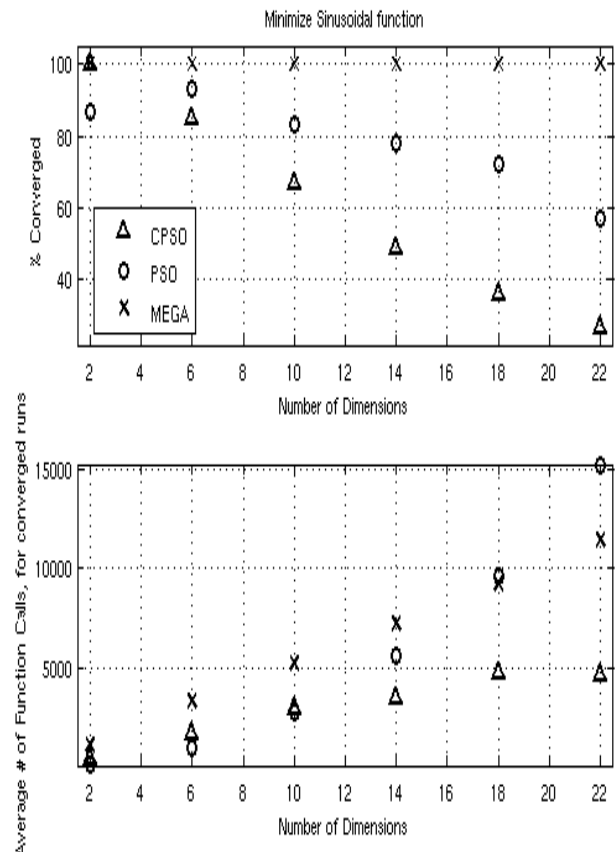 Minimize Sinusoidal function
% Converged
100
80
60
40
CPSO
PSO
MEGA
2 4 6 8 10 12 14 16 18 20 22
Number of Dimensions
Average # of Function Calls, for converged runs
15000
10000
5000
2 4 6 8 10 12 14 16 18 20 22
Number of Dimensions